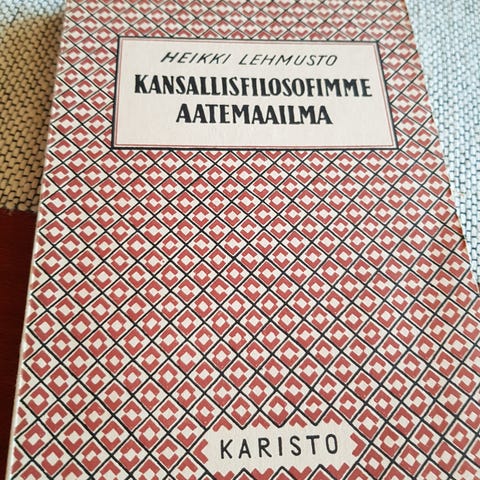 HEIKKI LEHMUSTO
KANSALLISFILOSOFIMME
AATEMAAILMA
KARISTO